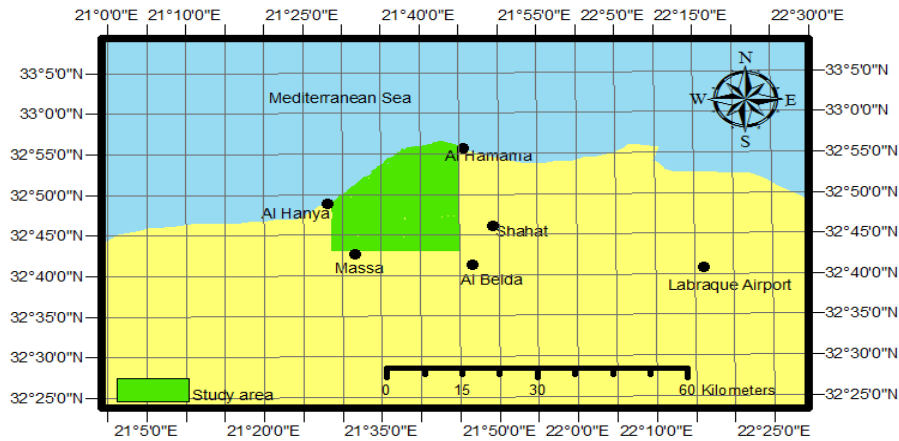 21°0'0"E 21°10'0"E 21°25'0"E 21°40'0"E 21°55'0"E 22°5'0"E 22°15'0"E 22°30'0"E
33°5'0"N 33°5'0"N
N
Mediterranean Sea W E
33°0'0"N 33°0'0"N
S
32°55'0"N Al Hamama 32°55'0"N
32°50'0"N 32°50'0"N
Al Hanya
Shahat
32°45'0"N 32°45'0"N
Massa
32°40'0"N Al Beida 32°40'0"N
Labraque Airport
32°35'0"N 32°35'0"N
32°30'0"N 32°30'0"N
32°25'0"N Study area 0 15 30 60 Kilometers 32°25'0"N
21°5'0"E 21°20'0"E 21°35'0"E 21°50'0"E 22°0'0"E 22°10'0"E 22°25'0"E